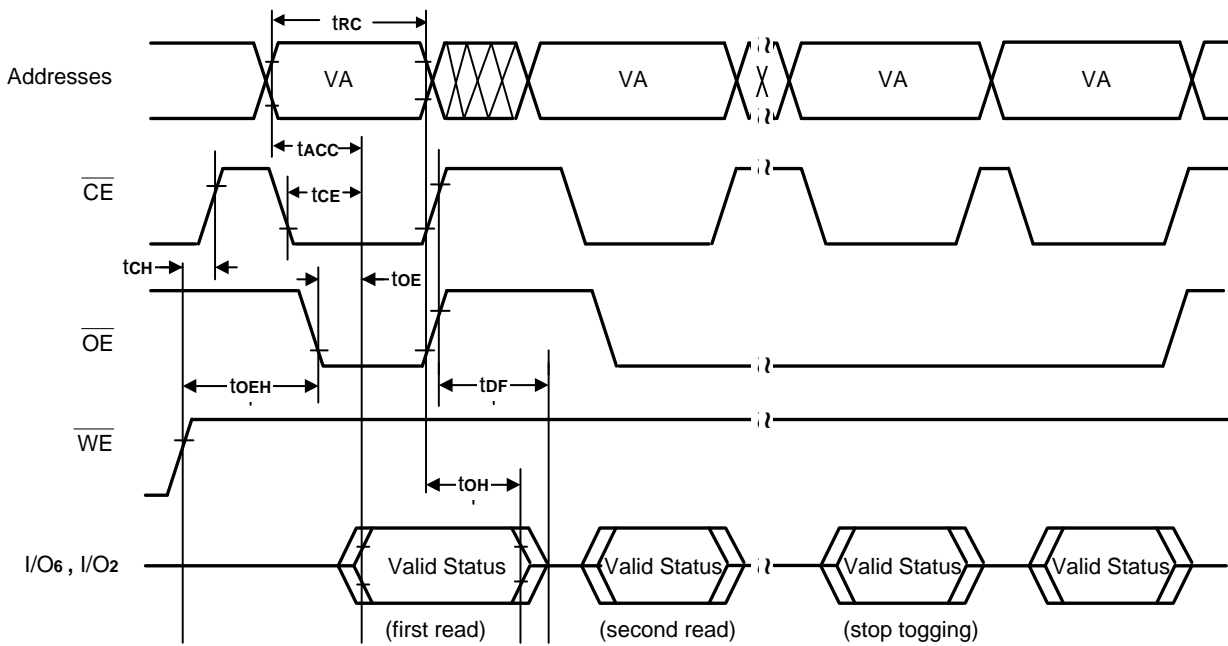 tRC
Addresses VA VA VA VA
tACC
CE
tCE
tCH
tOE
OE
tOEH
tDF
WE
tOH
I/O6 , I/O2 Valid Status Valid Status Valid Status Valid Status
(first read) (second read) (stop togging)